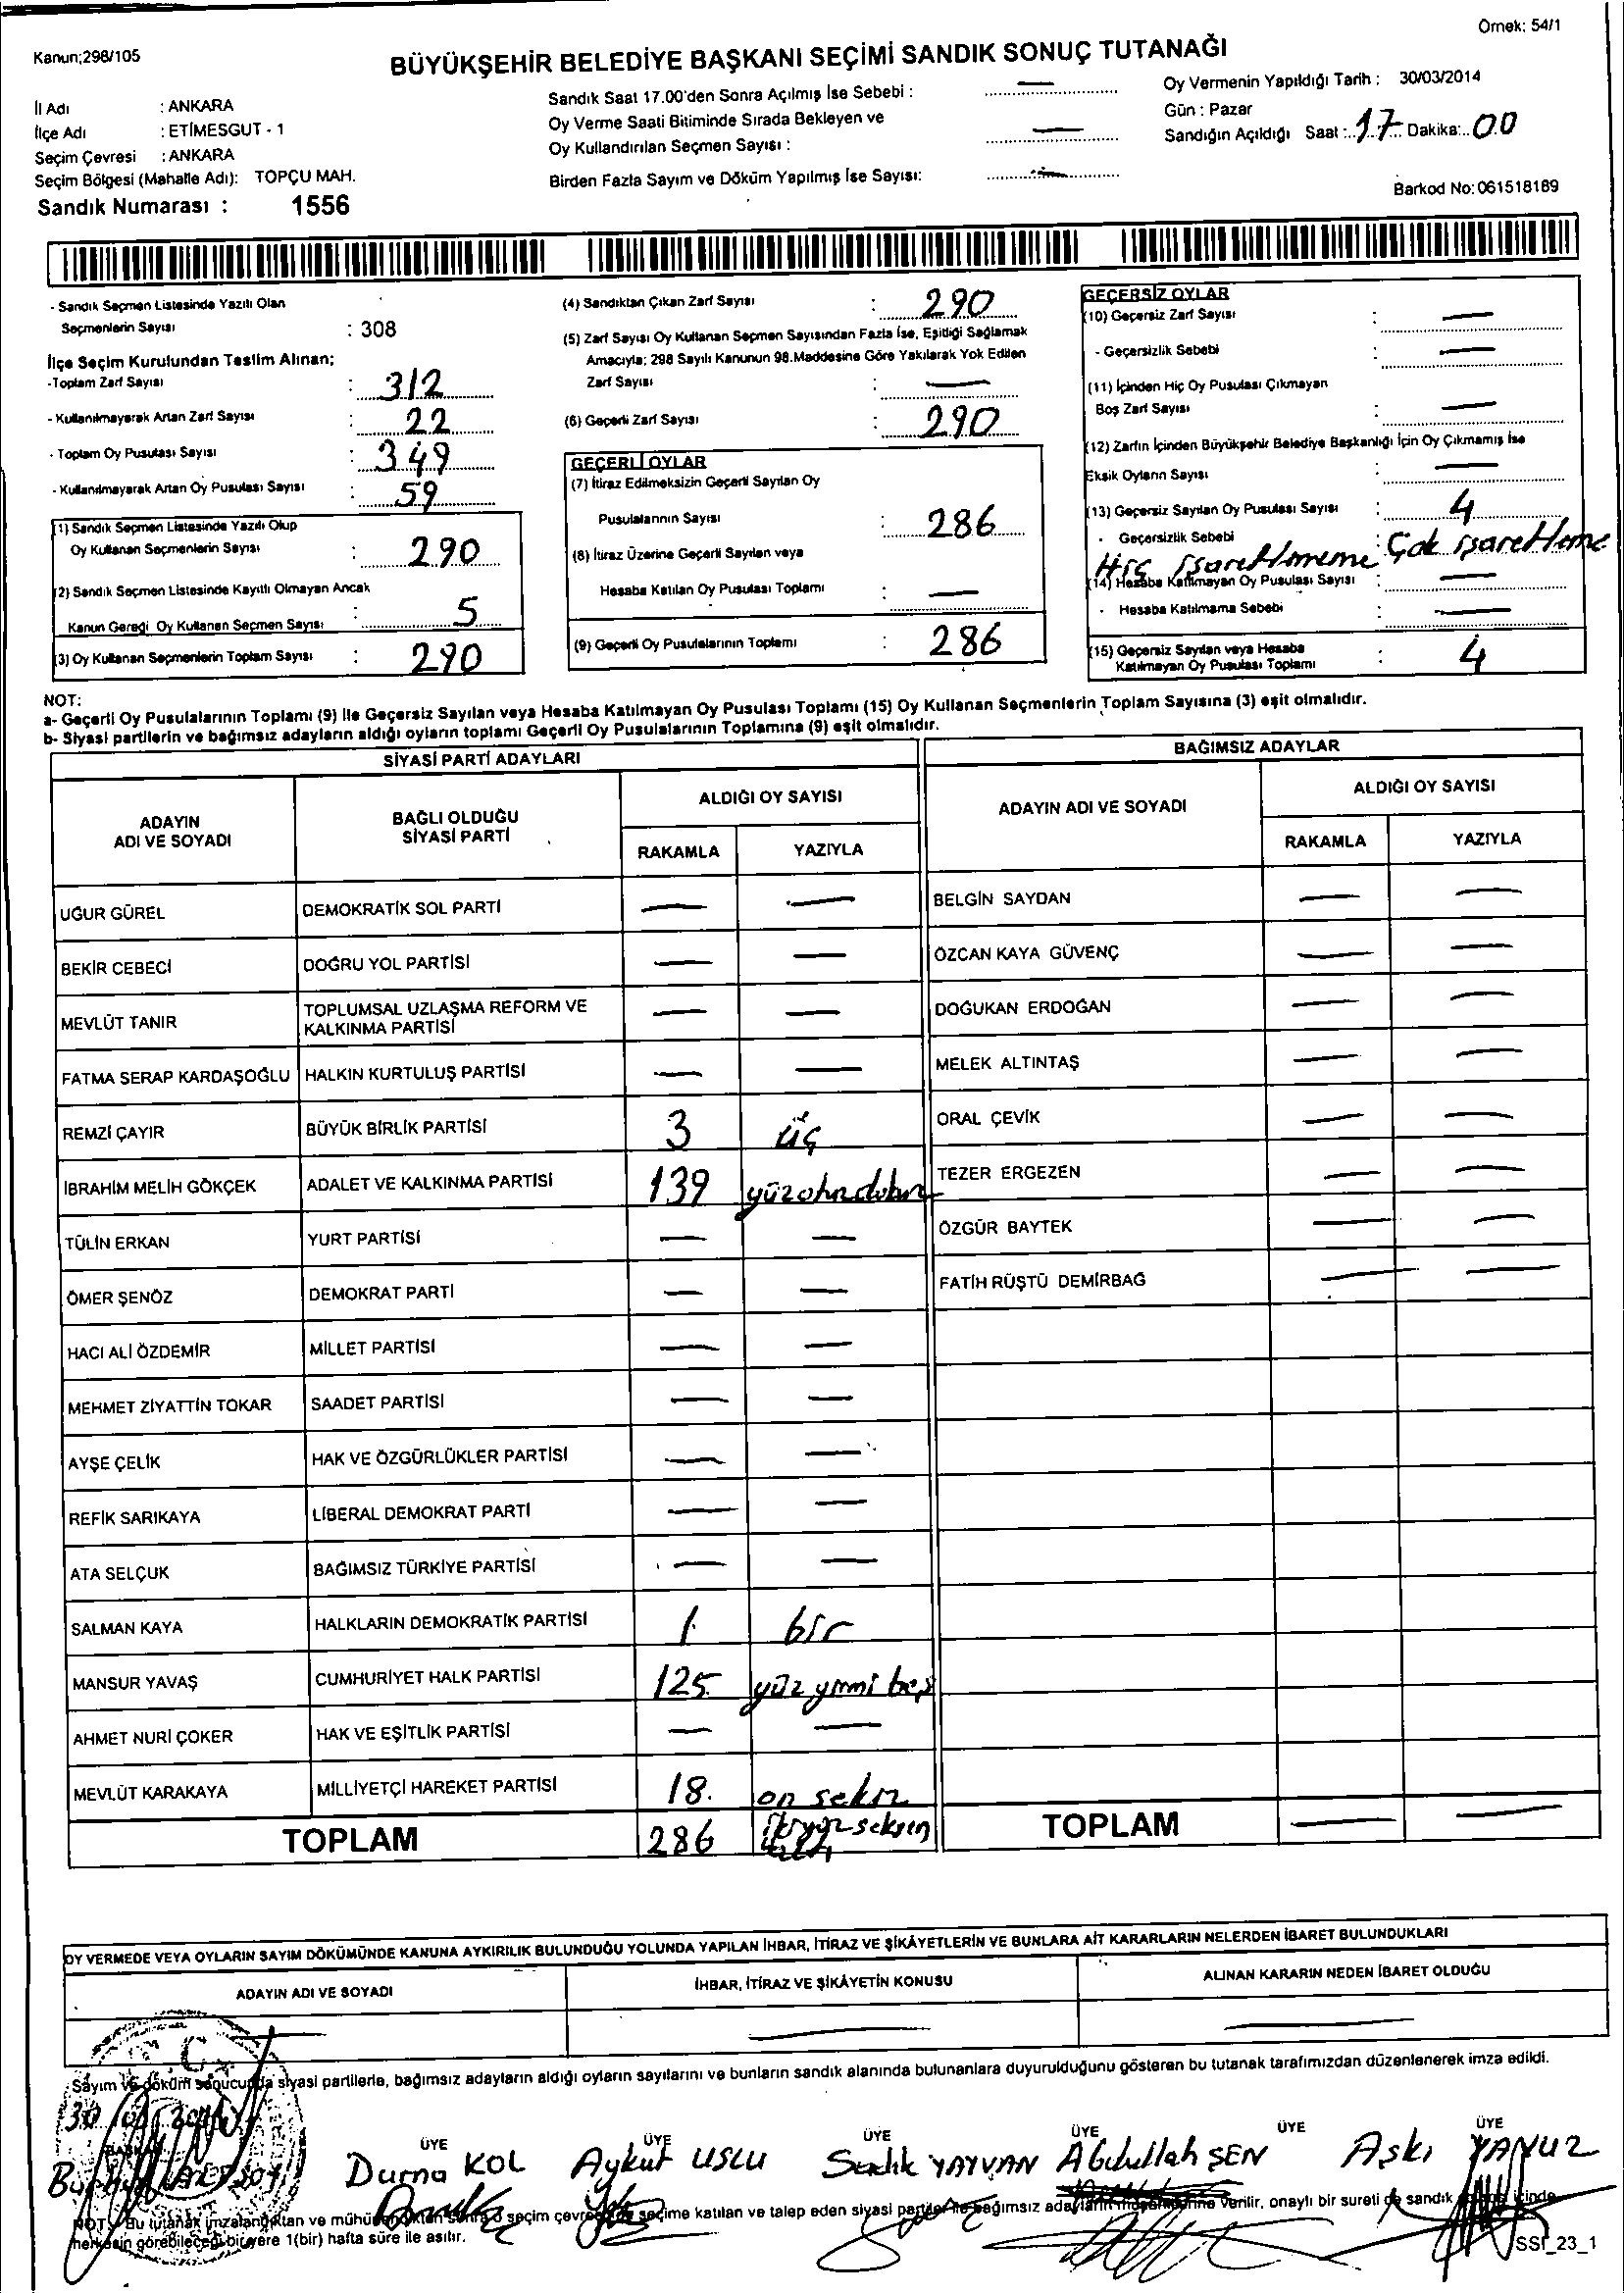 Örnek: 54/1
Kanun;298/105
BÜYÜKŞEHİR BELEDİYE BAŞKANI SEÇİMİ SANDIK SONUÇ TUTANAĞI
İl Adı : ANKARA
İlçe Adı : ETİMESGUT - 1
Seçim Çevresi : ANKARA
Seçim Bölgesi (Mahalle Adı): TOPÇU MAH.
Sandık Numarası : 1556
Sandık Saat 17.00'den Sonra Açılmış İse Sebebi : —
Oy Verme Saati Bitiminde Sırada Bekleyen ve
Oy Kullandırılan Seçmen Sayısı : —
Birden Fazla Sayım ve Döküm Yapılmış İse Sayısı: —
Oy Vermenin Yapıldığı Tarih : 30/03/2014
Gün : Pazar
Sandığın Açıldığı Saat : 17 Dakika: 00
Barkod No: 061518189
- Sandık Seçmen Listesinde Yazılı Olan
Seçmenlerin Sayısı : 308
İlçe Seçim Kurulundan Teslim Alınan;
-Toplam Zarf Sayısı : 312
- Kullanılmayarak Artan Zarf Sayısı : 22
- Toplam Oy Pusulası Sayısı : 349
- Kullanılmayarak Artan Oy Pusulası Sayısı : 59
(1) Sandık Seçmen Listesinde Yazılı Olup
Oy Kullanan Seçmenlerin Sayısı : 290
(2) Sandık Seçmen Listesinde Kayıtlı Olmayan Ancak
Kanun Gereği Oy Kullanan Seçmen Sayısı : 5
(3) Oy Kullanan Seçmenlerin Toplam Sayısı : 290
(4) Sandıktan Çıkan Zarf Sayısı : 290
(5) Zarf Sayısı Oy Kullanan Seçmen Sayısından Fazla İse, Eşitliği Sağlamak
Amacıyla; 298 Sayılı Kanunun 98.Maddesine Göre Yakılarak Yok Edilen
Zarf Sayısı : —
(6) Geçerli Zarf Sayısı : 290
GEÇERLİ OYLAR
(7) İtiraz Edilmeksizin Geçerli Sayılan Oy
Pusulalarının Sayısı : 286
(8) İtiraz Üzerine Geçerli Sayılan veya
Hesaba Katılan Oy Pusulası Toplamı : —
(9) Geçerli Oy Pusulalarının Toplamı : 286
GEÇERSİZ OYLAR
(10) Geçersiz Zarf Sayısı : —
- Geçersizlik Sebebi : —
(11) İçinden Hiç Oy Pusulası Çıkmayan
Boş Zarf Sayısı : —
(12) Zarfın İçinden Büyükşehir Belediye Başkanlığı İçin Oy Çıkmamış İse
Eksik Oyların Sayısı : —
(13) Geçersiz Sayılan Oy Pusulası Sayısı : 4
- Geçersizlik Sebebi : Hiç işaretlememe Çok işaretleme
(14) Hesaba Katılmayan Oy Pusulası Sayısı : —
- Hesaba Katılmama Sebebi : —
(15) Geçersiz Sayılan veya Hesaba
Katılmayan Oy Pusulası Toplamı : 4
NOT:
a- Geçerli Oy Pusulalarının Toplamı (9) ile Geçersiz Sayılan veya Hesaba Katılmayan Oy Pusulası Toplamı (15) Oy Kullanan Seçmenlerin Toplam Sayısına (3) eşit olmalıdır.
b- Siyasi partilerin ve bağımsız adayların aldığı oyların toplamı Geçerli Oy Pusulalarının Toplamına (9) eşit olmalıdır.
SİYASİ PARTİ ADAYLARI
ADAYIN ADI VE SOYADI
BAĞLI OLDUĞU SİYASİ PARTİ
ALDIĞI OY SAYISI
RAKAMLA YAZIYLA
UĞUR GÜREL DEMOKRATİK SOL PARTİ — —
BEKİR CEBECİ DOĞRU YOL PARTİSİ — —
MEVLÜT TANIR TOPLUMSAL UZLAŞMA REFORM VE KALKINMA PARTİSİ — —
FATMA SERAP KARDAŞOĞLU HALKIN KURTULUŞ PARTİSİ — —
REMZİ ÇAYIR BÜYÜK BİRLİK PARTİSİ 3 üç
İBRAHİM MELİH GÖKÇEK ADALET VE KALKINMA PARTİSİ 139 yüzotuzdokuz
TÜLİN ERKAN YURT PARTİSİ — —
ÖMER ŞENÖZ DEMOKRAT PARTİ — —
HACI ALİ ÖZDEMİR MİLLET PARTİSİ — —
MEHMET ZİYATTİN TOKAR SAADET PARTİSİ — —
AYŞE ÇELİK HAK VE ÖZGÜRLÜKLER PARTİSİ — —
REFİK SARIKAYA LİBERAL DEMOKRAT PARTİ — —
ATA SELÇUK BAĞIMSIZ TÜRKİYE PARTİSİ — —
SALMAN KAYA HALKLARIN DEMOKRATİK PARTİSİ 1 bir
MANSUR YAVAŞ CUMHURİYET HALK PARTİSİ 125 yüz yirmi beş
AHMET NURİ ÇOKER HAK VE EŞİTLİK PARTİSİ — —
MEVLÜT KARAKAYA MİLLİYETÇİ HAREKET PARTİSİ 18 on sekiz
TOPLAM 286 ikiyüz seksen altı
BAĞIMSIZ ADAYLAR
ADAYIN ADI VE SOYADI
ALDIĞI OY SAYISI
RAKAMLA YAZIYLA
BELGİN SAYDAN — —
ÖZCAN KAYA GÜVENÇ — —
DOĞUKAN ERDOĞAN — —
MELEK ALTINTAŞ — —
ORAL ÇEVİK — —
TEZER ERGEZEN — —
ÖZGÜR BAYTEK — —
FATİH RÜŞTÜ DEMİRBAĞ — —
TOPLAM — —
OY VERMEDE VEYA OYLARIN SAYIM DÖKÜMÜNDE KANUNA AYKIRILIK BULUNDUĞU YOLUNDA YAPILAN İHBAR, İTİRAZ VE ŞİKÂYETLERİN VE BUNLARA AİT KARARLARIN NELERDEN İBARET BULUNDUKLARI
ADAYIN ADI VE SOYADI İHBAR, İTİRAZ VE ŞİKÂYETİN KONUSU ALINAN KARARIN NEDEN İBARET OLDUĞU
— — —
Sayım ve döküm sonucunda siyasi partilerle, bağımsız adayların aldığı oyların sayılarını ve bunların sandık alanında bulunanlara duyurulduğunu gösteren bu tutanak tarafımızdan düzenlenerek imza edildi.
BAŞKAN ÜYE ÜYE ÜYE ÜYE ÜYE ÜYE
Durna KOL Aykut USLU Sadık YAYVAN Abdullah ŞEN Aşkı YAVUZ
NOT: Bu tutanak imzalandıktan ve mühürlendikten sonra o seçim çevresinde seçime katılan ve talep eden siyasi partiler ile bağımsız adayların verilir, onaylı bir sureti de sandık içinde
herkesin görebileceği bir yere 1(bir) hafta süre ile asılır.
SSI_23_1